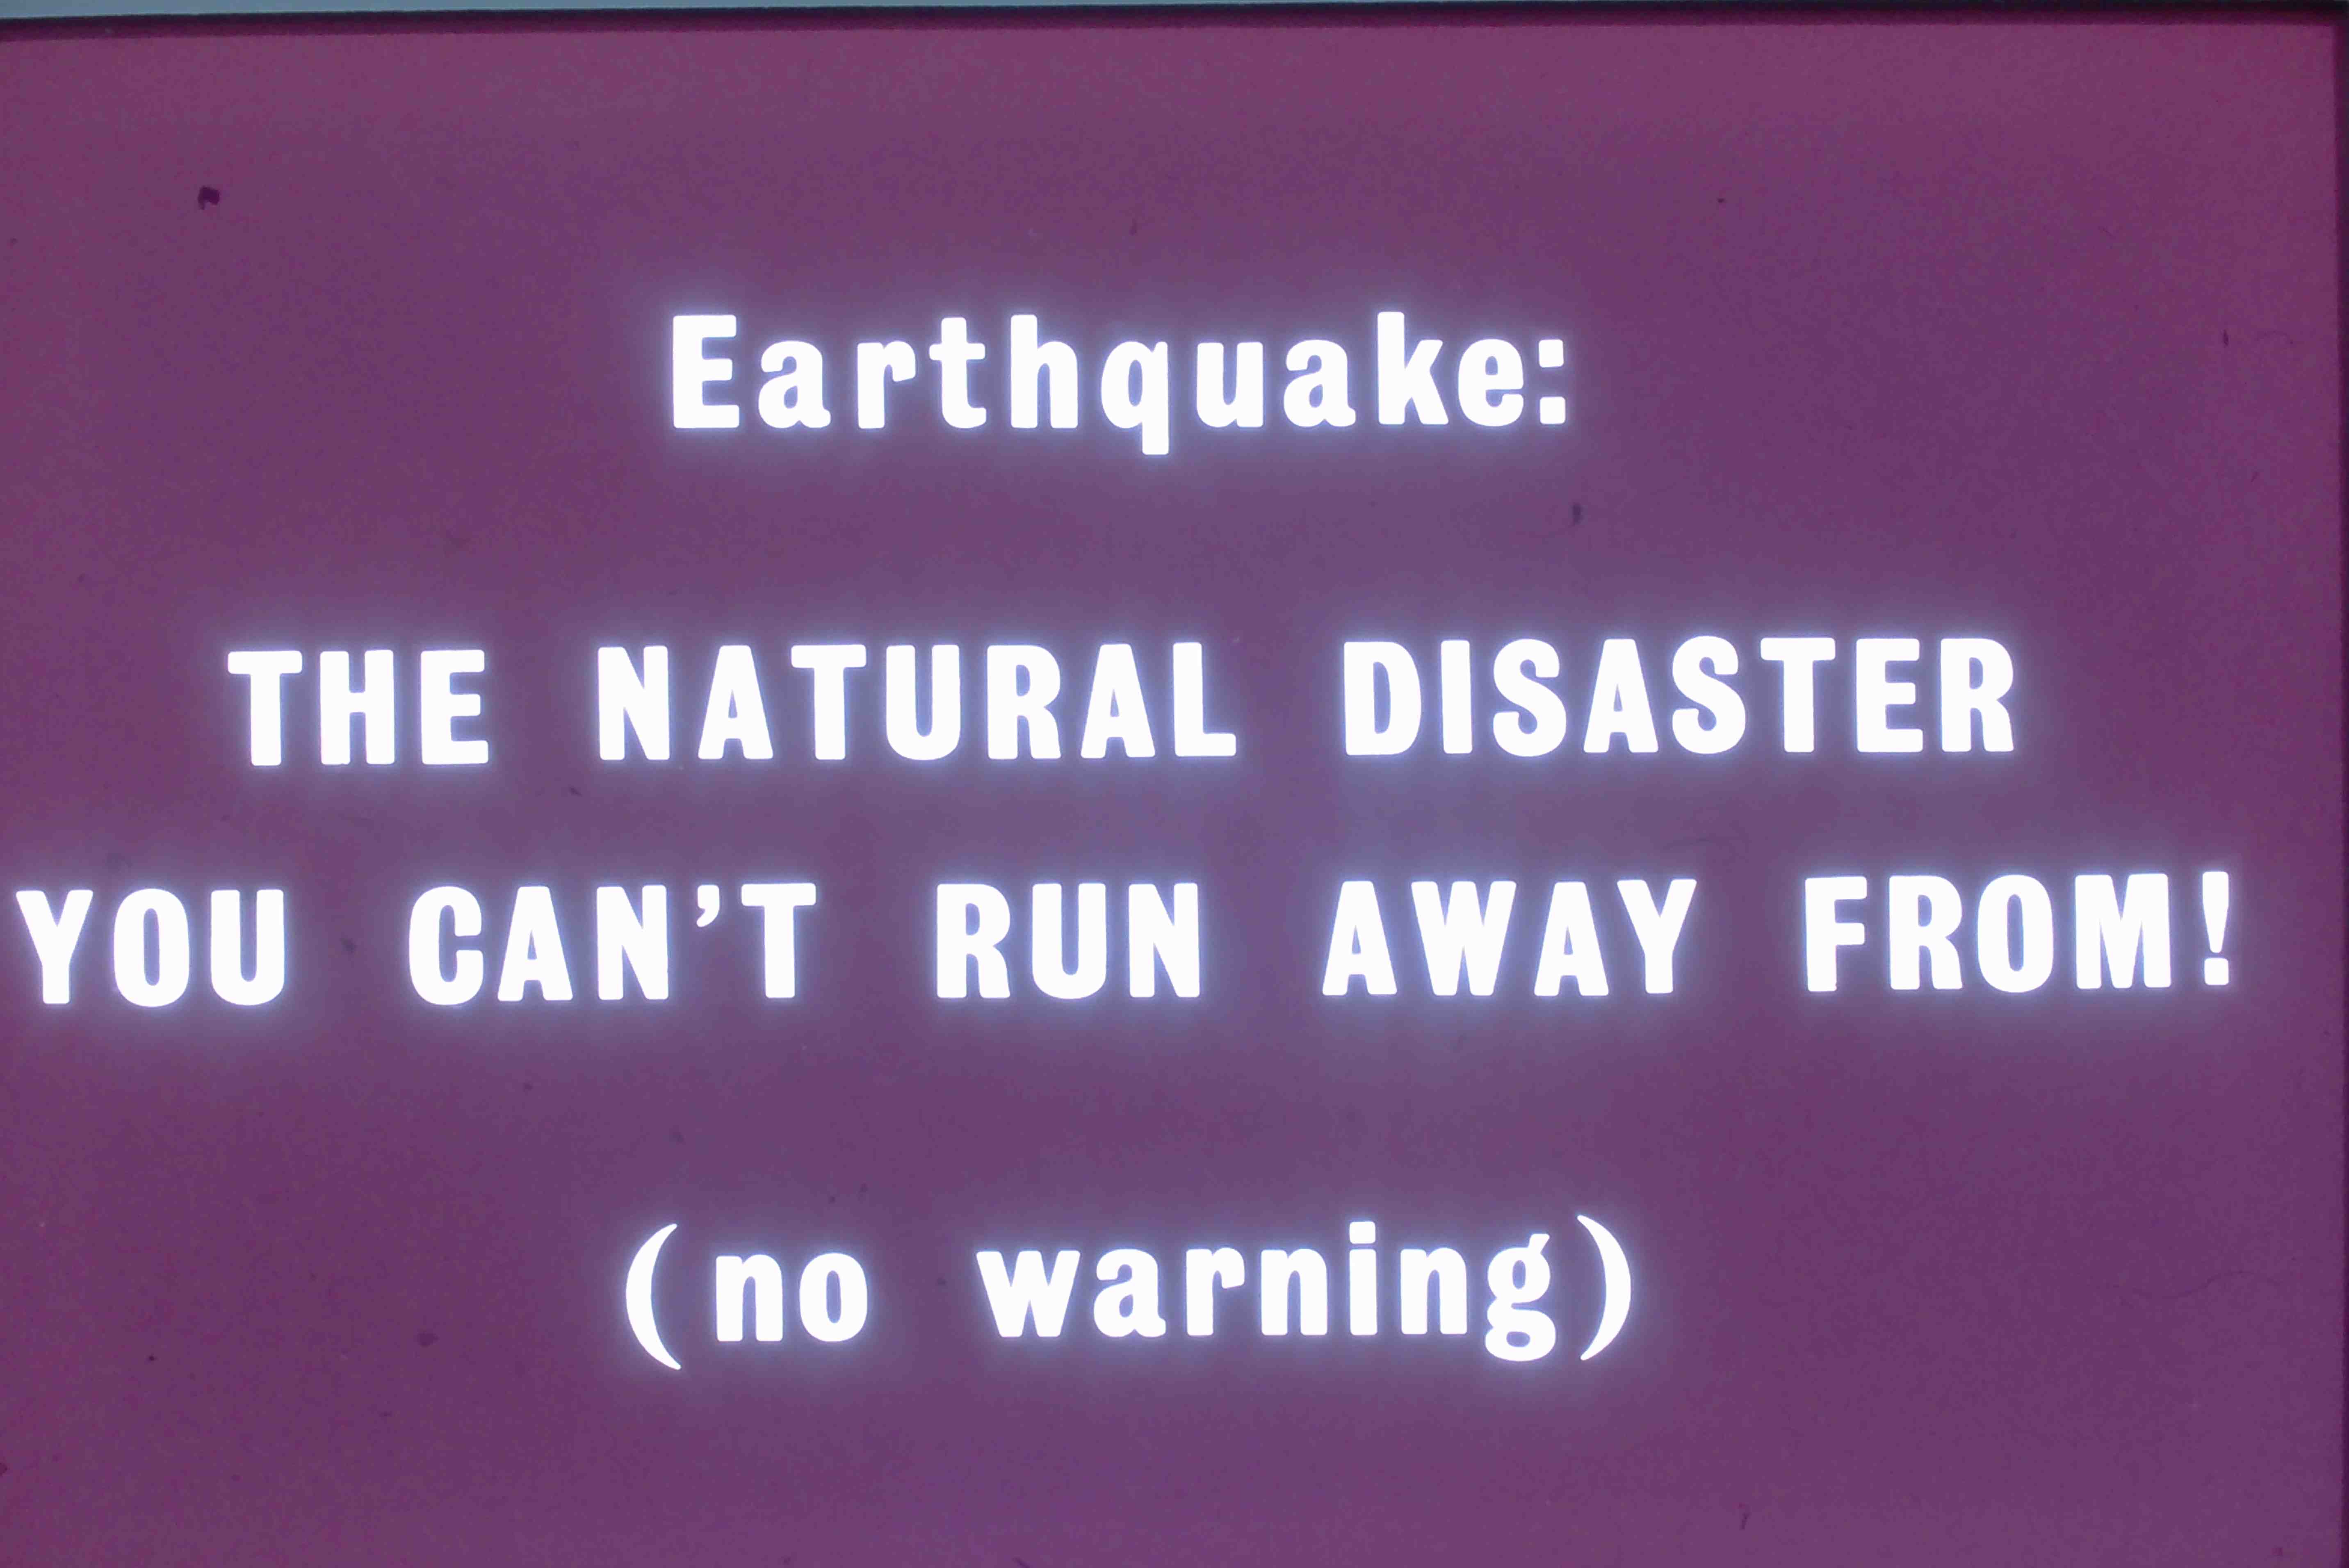 Earthquake:
THE NATURAL DISASTER
YOU CAN'T RUN AWAY FROM!
(no warning)